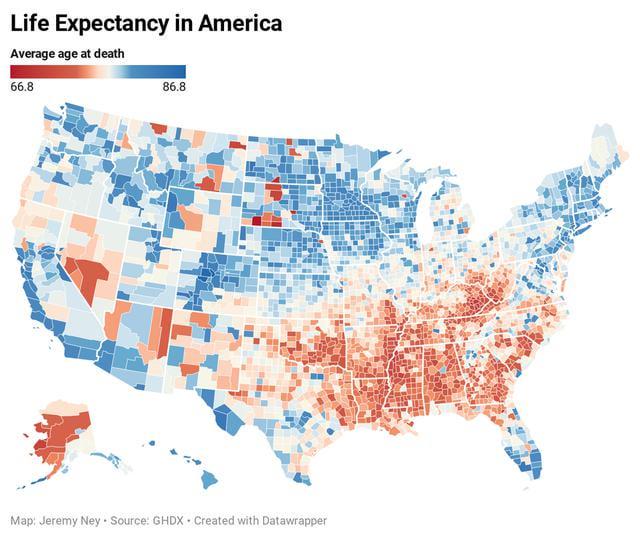 Life Expectancy in America
Average age at death
66.8 86.8
Map: Jeremy Ney • Source: GHDX • Created with Datawrapper